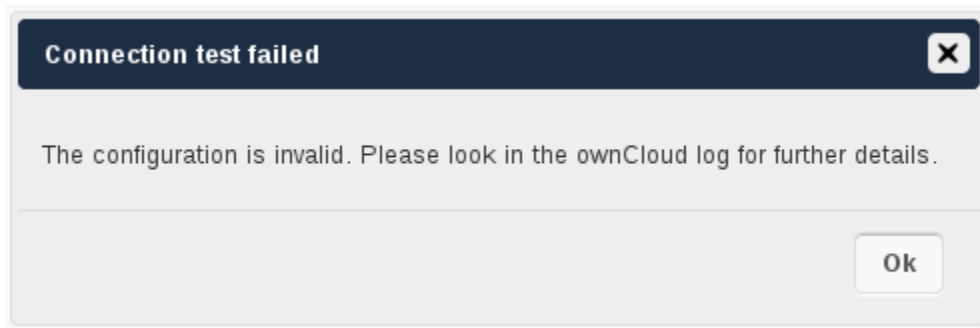 Connection test failed
The configuration is invalid. Please look in the ownCloud log for further details.
Ok